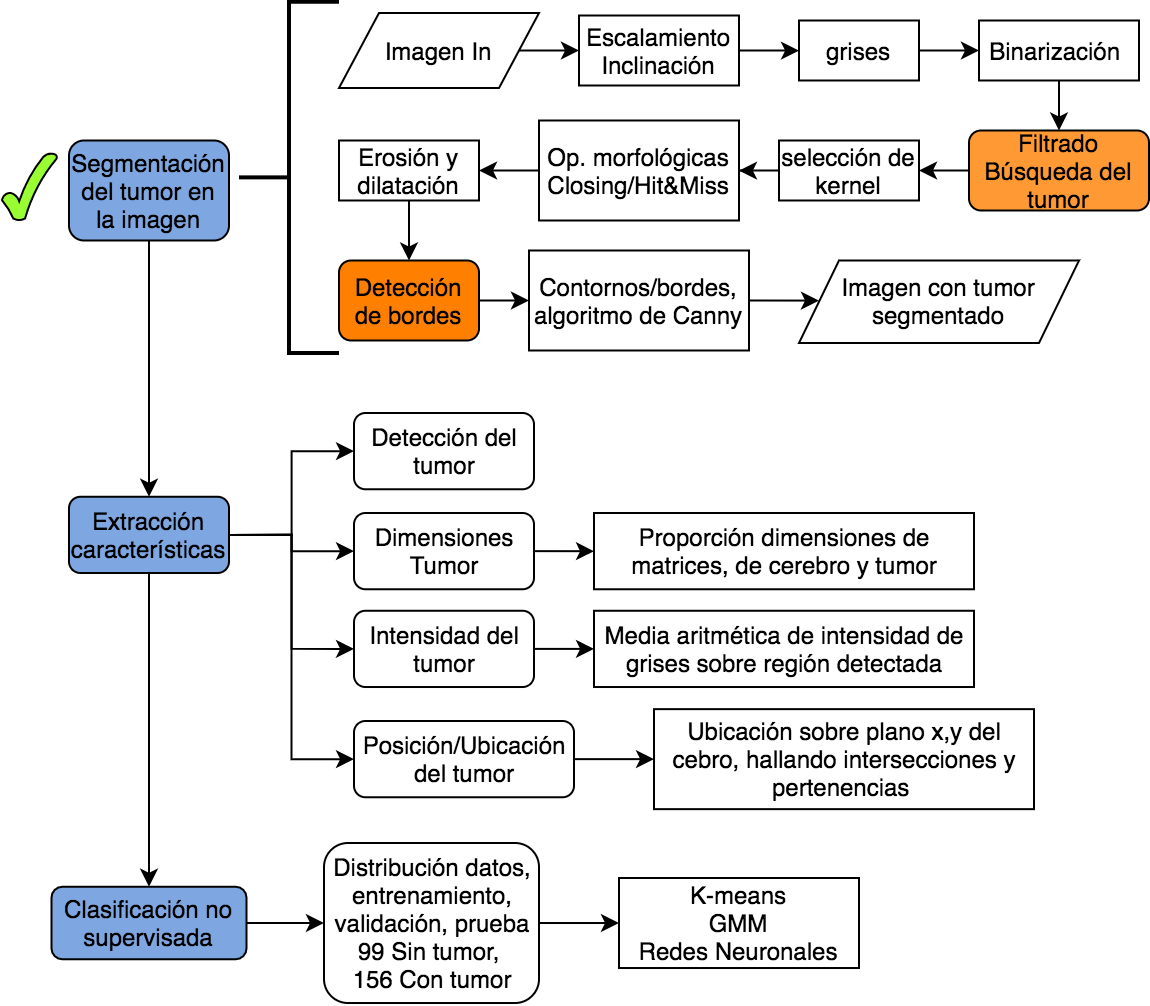 Imagen In
Escalamiento
Inclinación
grises
Binarización
Segmentación
del tumor en
la imagen
Erosión y
dilatación
Op. morfológicas
Closing/Hit&Miss
selección de
kernel
Filtrado
Búsqueda del
tumor
Detección
de bordes
Contornos/bordes,
algoritmo de Canny
Imagen con tumor
segmentado
Extracción
características
Detección del
tumor
Dimensiones
Tumor
Proporción dimensiones de
matrices, de cerebro y tumor
Intensidad del
tumor
Media aritmética de intensidad de
grises sobre región detectada
Posición/Ubicación
del tumor
Ubicación sobre plano x,y del
cebro, hallando intersecciones y
pertenencias
Clasificación no
supervisada
Distribución datos,
entrenamiento,
validación, prueba
99 Sin tumor,
156 Con tumor
K-means
GMM
Redes Neuronales